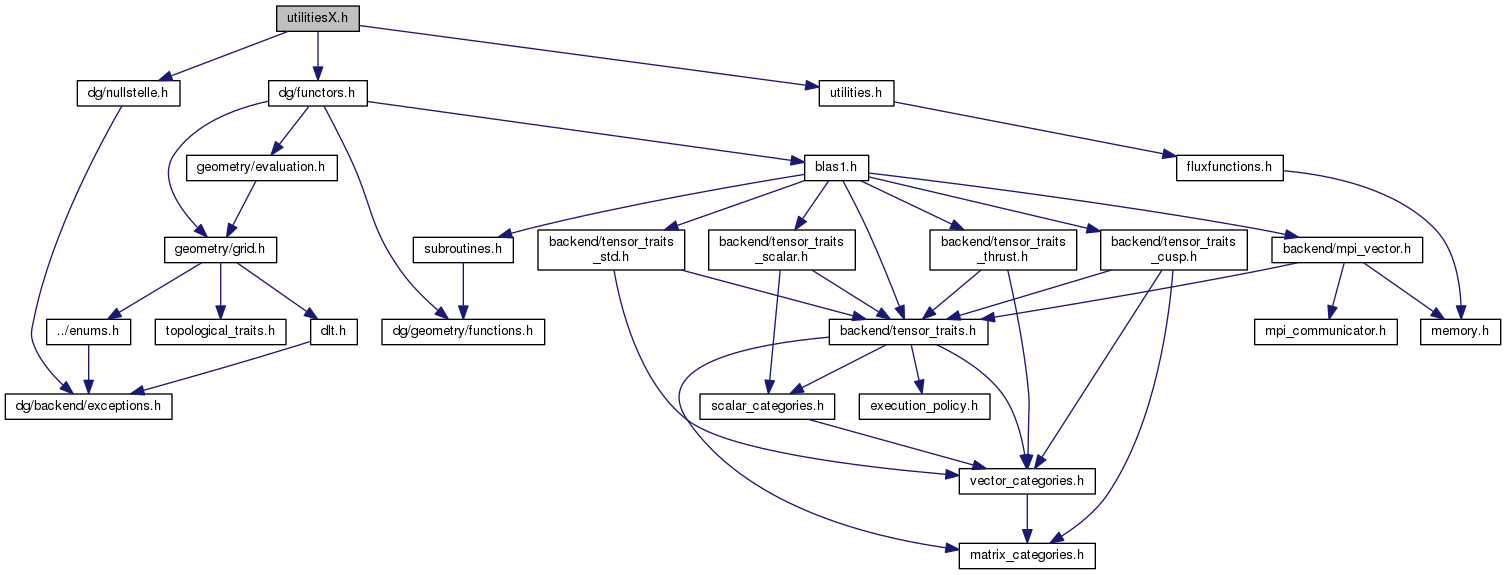 utilitiesX.h
dg/nullstelle.h
dg/functors.h
utilities.h
geometry/evaluation.h
blas1.h
fluxfunctions.h
geometry/grid.h
subroutines.h
backend/tensor_traits
_std.h
backend/tensor_traits
_scalar.h
backend/tensor_traits
_thrust.h
backend/tensor_traits
_cusp.h
backend/mpi_vector.h
../enums.h
topological_traits.h
dlt.h
dg/geometry/functions.h
backend/tensor_traits.h
mpi_communicator.h
memory.h
dg/backend/exceptions.h
scalar_categories.h
execution_policy.h
vector_categories.h
matrix_categories.h